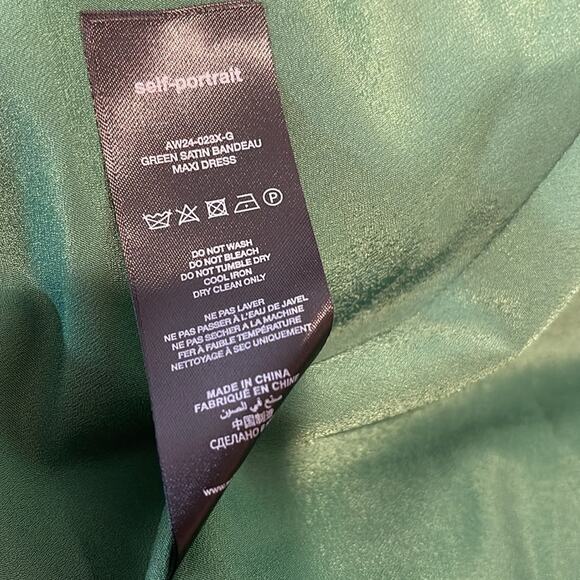 self-portrait
AW24-023X-G
GREEN SATIN BANDEAU
MAXI DRESS
P
DO NOT WASH
DO NOT BLEACH
DO NOT TUMBLE DRY
COOL IRON
DRY CLEAN ONLY
NE PAS LAVER
NE PAS PASSER À L'EAU DE JAVEL
NE PAS SECHER A LA MACHINE
FER À FAIBLE TEMPÉRATURE
NETTOYAGE À SEC UNIQUEMENT
MADE IN CHINA
FABRIQUÉ EN CHINE
صنع في الصين
中国制造
СДЕЛАНО
www.